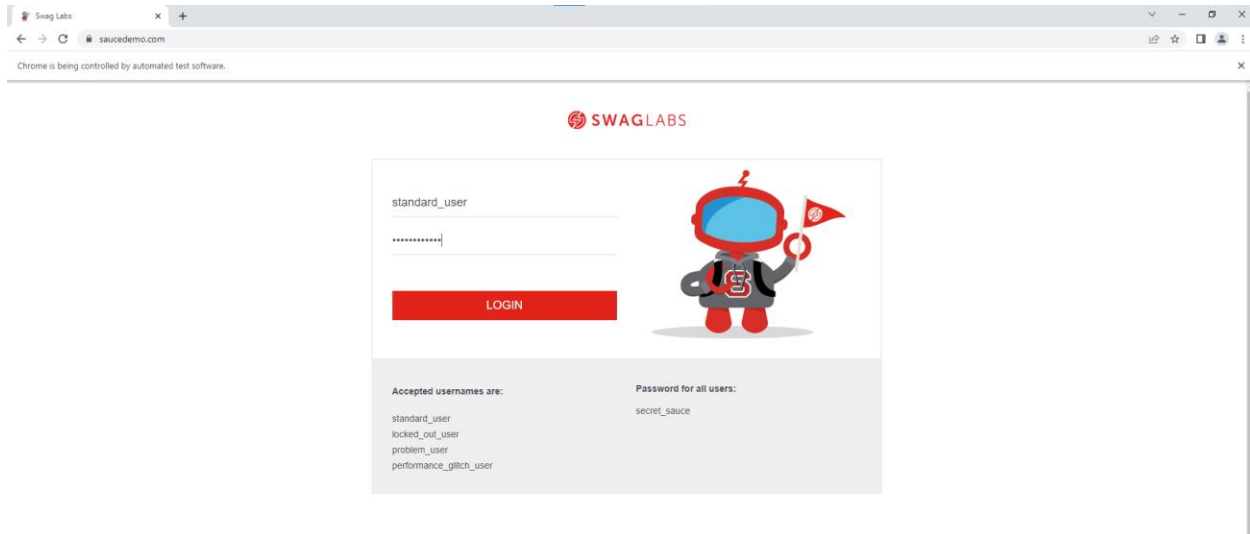 Swag Labs
saucedemo.com
Chrome is being controlled by automated test software.
SWAGLABS
standard_user
••••••••••••
LOGIN
S
Accepted usernames are:
standard_user
locked_out_user
problem_user
performance_glitch_user
Password for all users:
secret_sauce